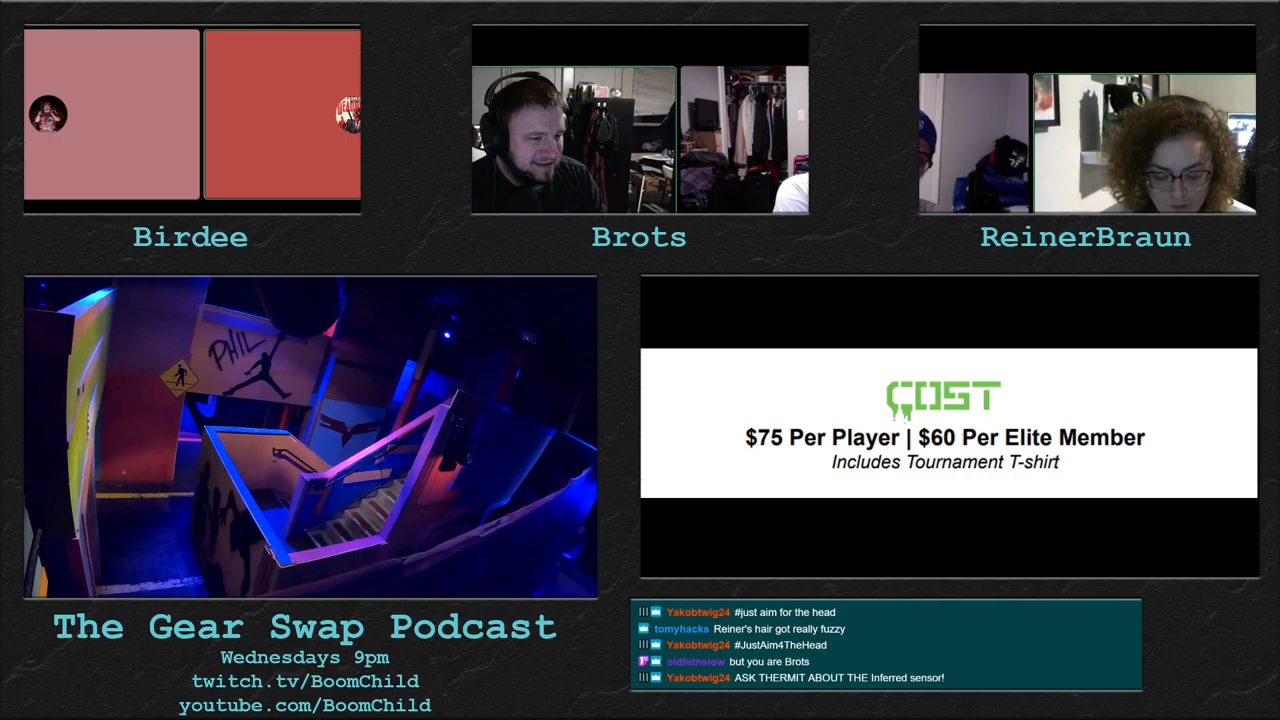 Birdee
Brots
ReinerBraun
PHIL
COST
$75 Per Player | $60 Per Elite Member
Includes Tournament T-shirt
The Gear Swap Podcast
Wednesdays 9pm
twitch.tv/BoomChild
youtube.com/BoomChild
Yakobtwig24 #just aim for the head
tomyhacks Reiner's hair got really fuzzy
Yakobtwig24 #JustAim4TheHead
oldfatnslow but you are Brots
Yakobtwig24 ASK THERMIT ABOUT THE Inferred sensor!